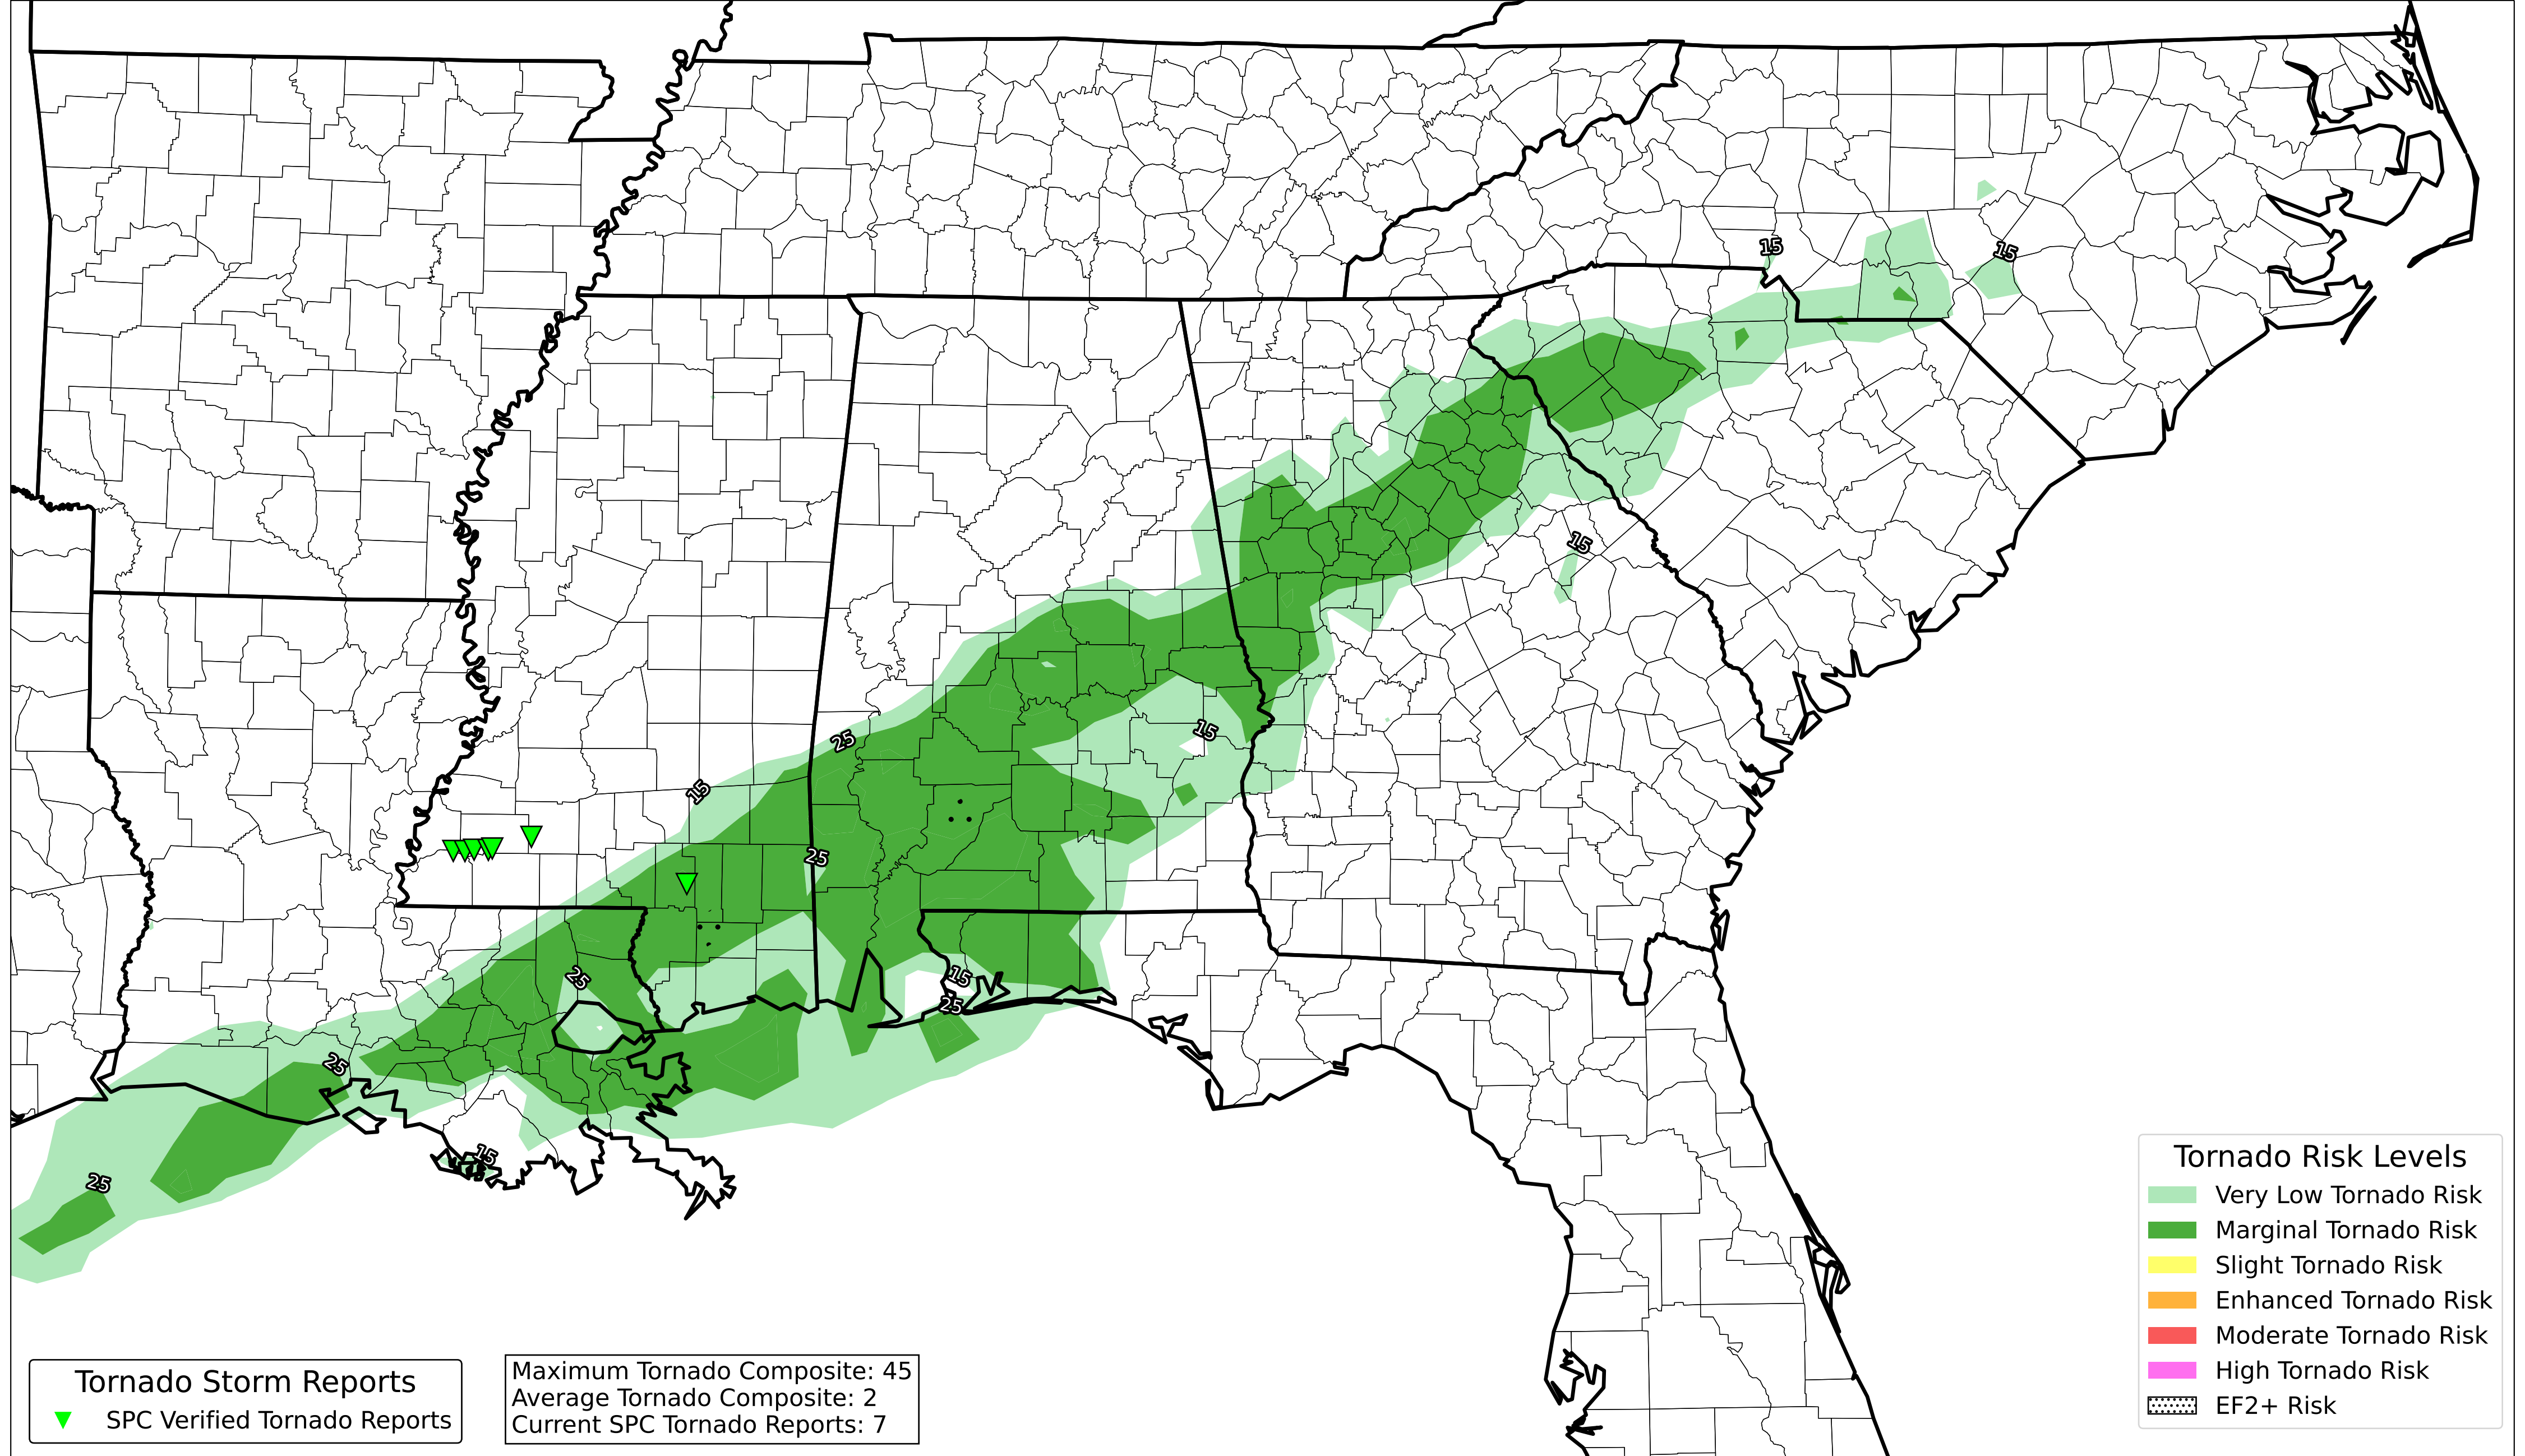 15
15
15
15
25
15
25
25
15
25
25
25
15
Tornado Storm Reports
SPC Verified Tornado Reports
Maximum Tornado Composite: 45
Average Tornado Composite: 2
Current SPC Tornado Reports: 7
Tornado Risk Levels
Very Low Tornado Risk
Marginal Tornado Risk
Slight Tornado Risk
Enhanced Tornado Risk
Moderate Tornado Risk
High Tornado Risk
EF2+ Risk